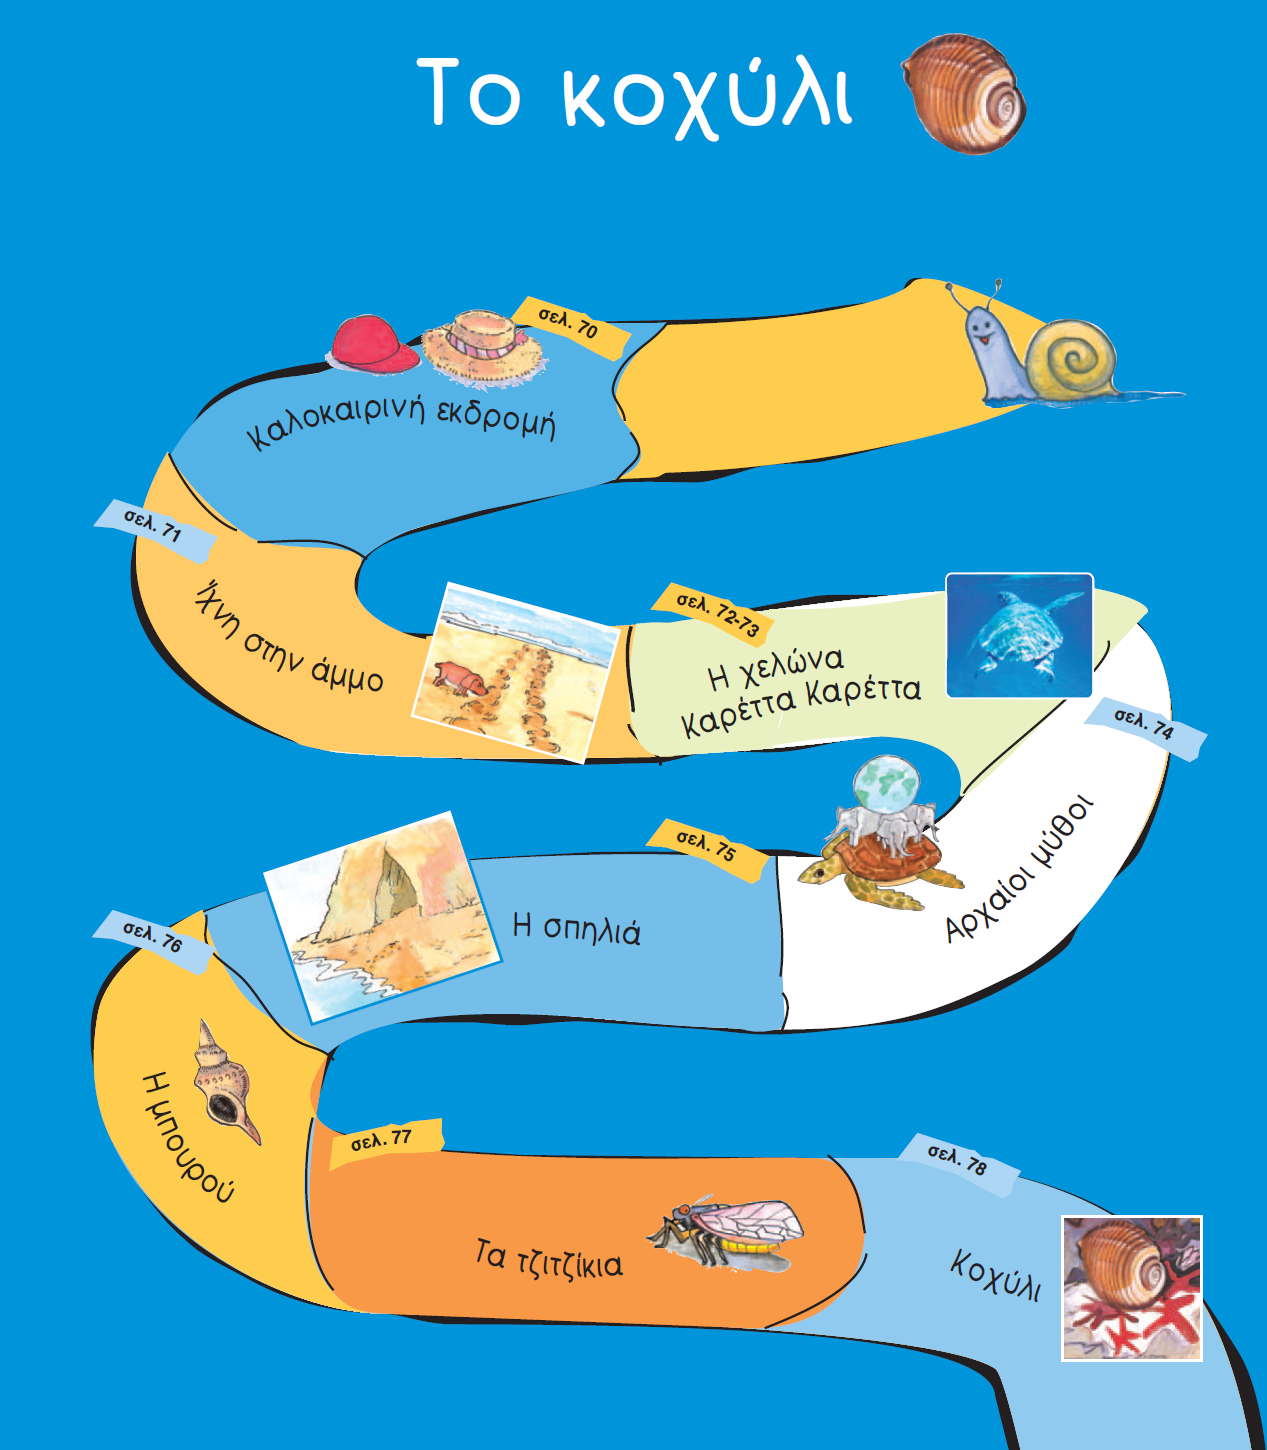 Το κοχύλι
σελ. 70
Καλοκαιρινή εκδρομή
σελ. 71
Ίχνη στην άμμο
σελ. 72-73
Η χελώνα
Καρέττα Καρέττα
σελ. 74
Αρχαίοι μύθοι
σελ. 75
Η σπηλιά
σελ. 76
Η μπουρού
σελ. 77
Τα τζιτζίκια
σελ. 78
Κοχύλι